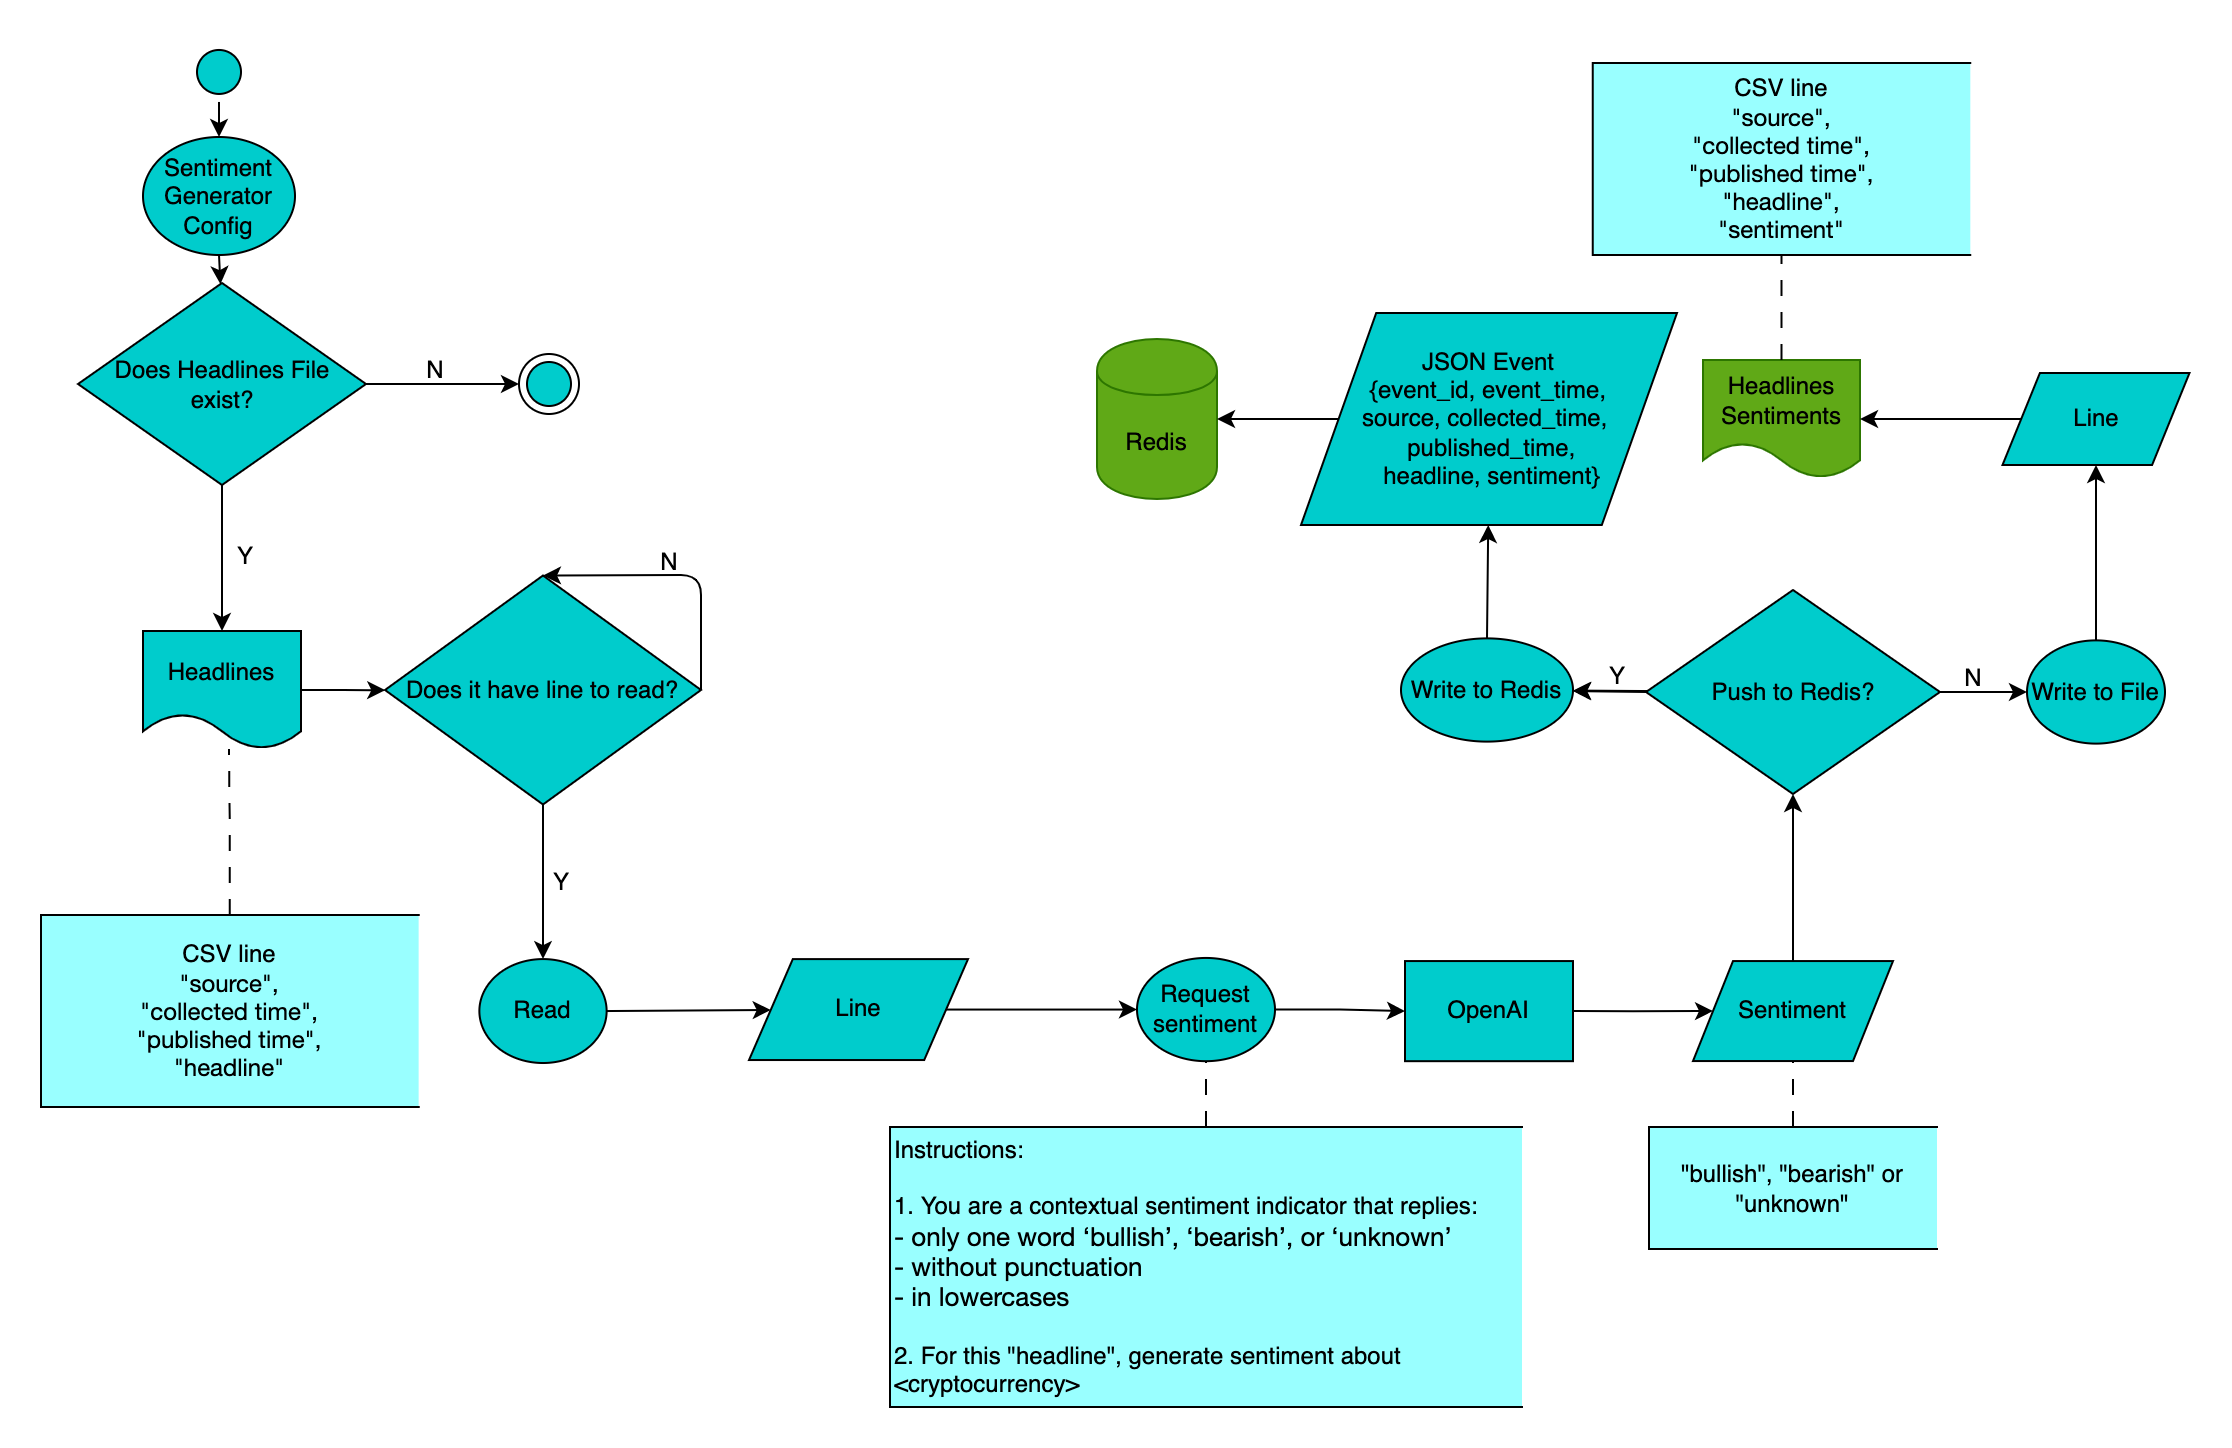 Sentiment
Generator
Config
Does Headlines File
exist?
N
Y
Headlines
CSV line
"source",
"collected time",
"published time",
"headline"
Does it have line to read?
N
Y
Read
Line
Request
sentiment
Instructions:
1. You are a contextual sentiment indicator that replies:
- only one word ‘bullish’, ‘bearish’, or ‘unknown’
- without punctuation
- in lowercases
2. For this "headline", generate sentiment about
<cryptocurrency>
OpenAI
Sentiment
"bullish", "bearish" or
"unknown"
Push to Redis?
Y
N
Write to Redis
JSON Event
{event_id, event_time,
source, collected_time,
published_time,
headline, sentiment}
Redis
Write to File
Line
Headlines
Sentiments
CSV line
"source",
"collected time",
"published time",
"headline",
"sentiment"